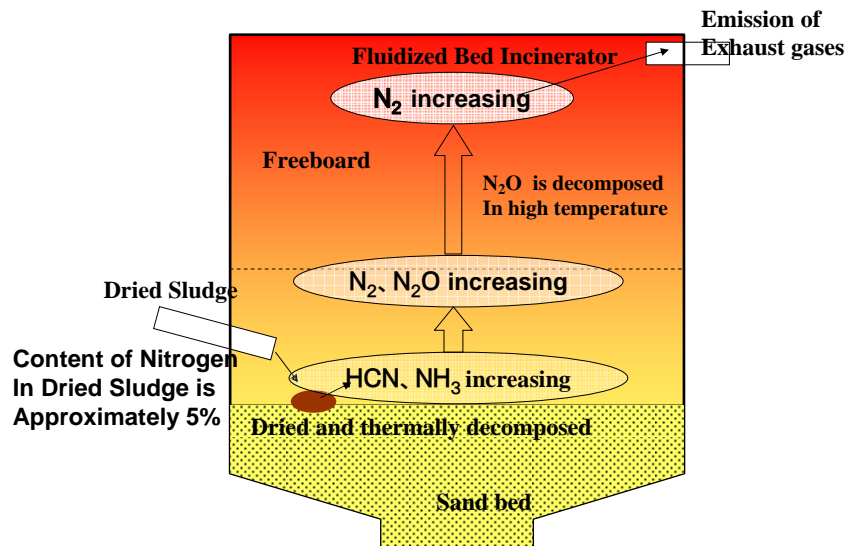 Emission of
Exhaust gases
Fluidized Bed Incinerator
N₂ increasing
Freeboard
N₂O is decomposed
In high temperature
N₂、N₂O increasing
Dried Sludge
Content of Nitrogen
In Dried Sludge is
Approximately 5%
HCN、NH₃ increasing
Dried and thermally decomposed
Sand bed